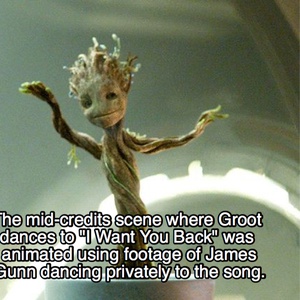 The mid-credits scene where Groot
dances to "I Want You Back" was
animated using footage of James
Gunn dancing privately to the song.